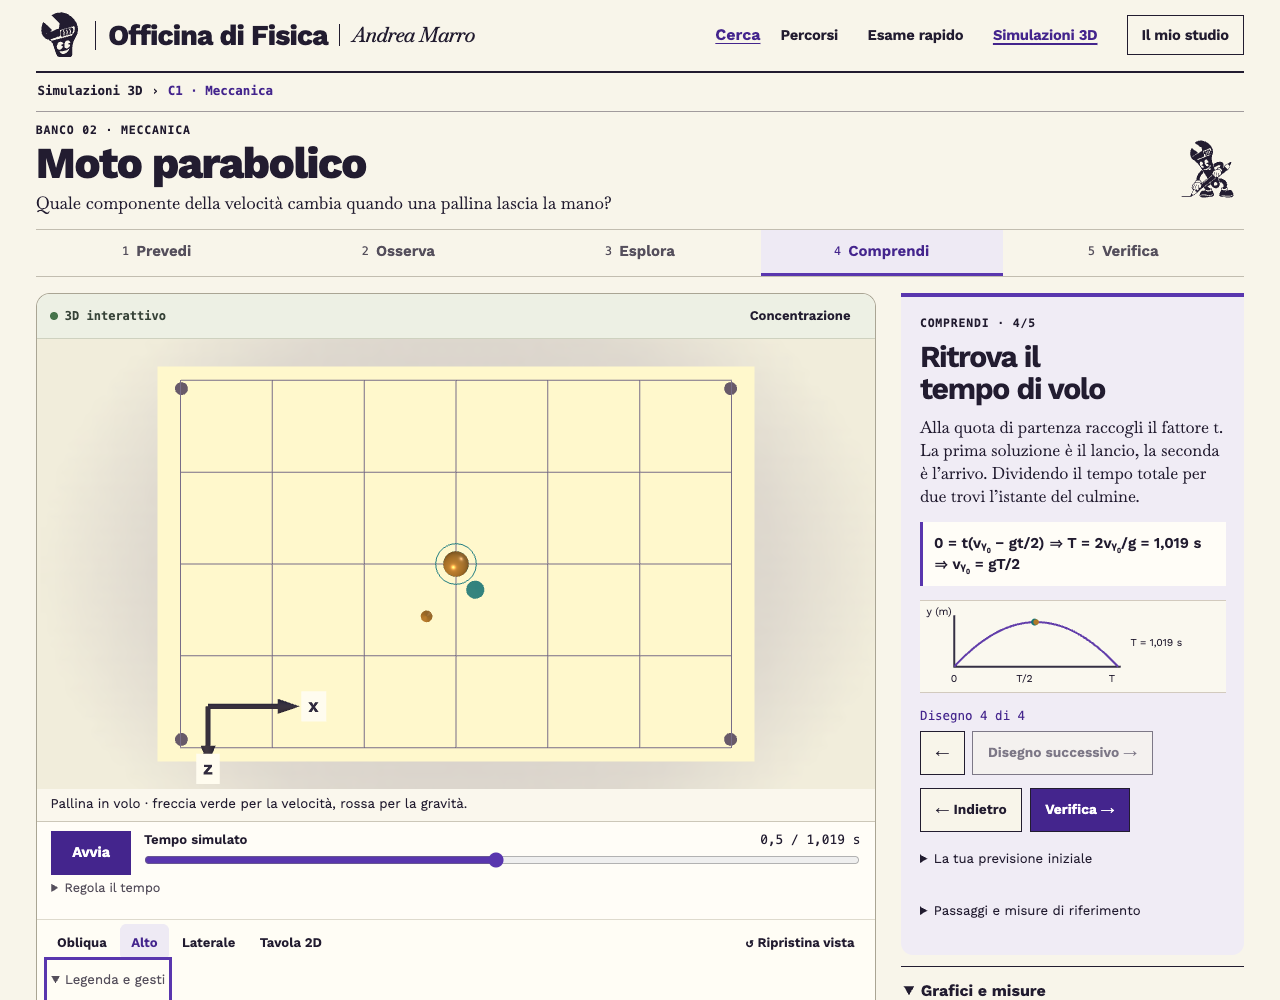 Officina di Fisica
Andrea Marro
Cerca
Percorsi
Esame rapido
Simulazioni 3D
Il mio studio
Simulazioni 3D › C1 · Meccanica
BANCO 02 · MECCANICA
Moto parabolico
Quale componente della velocità cambia quando una pallina lascia la mano?
1 Prevedi
2 Osserva
3 Esplora
4 Comprendi
5 Verifica
3D interattivo
Concentrazione
X
Z
Pallina in volo · freccia verde per la velocità, rossa per la gravità.
Avvia
Tempo simulato
0,5 / 1,019 s
▶ Regola il tempo
Obliqua
Alto
Laterale
Tavola 2D
↺ Ripristina vista
▼ Legenda e gesti
COMPRENDI · 4/5
Ritrova il
tempo di volo
Alla quota di partenza raccogli il fattore t.
La prima soluzione è il lancio, la seconda
è l’arrivo. Dividendo il tempo totale per
due trovi l’istante del culmine.
0 = t(vY₀ − gt/2) ⇒ T = 2vY₀/g = 1,019 s
⇒ vY₀ = gT/2
y (m)
T = 1,019 s
0
T/2
T
Disegno 4 di 4
←
Disegno successivo →
← Indietro
Verifica →
▶ La tua previsione iniziale
▶ Passaggi e misure di riferimento
▼ Grafici e misure